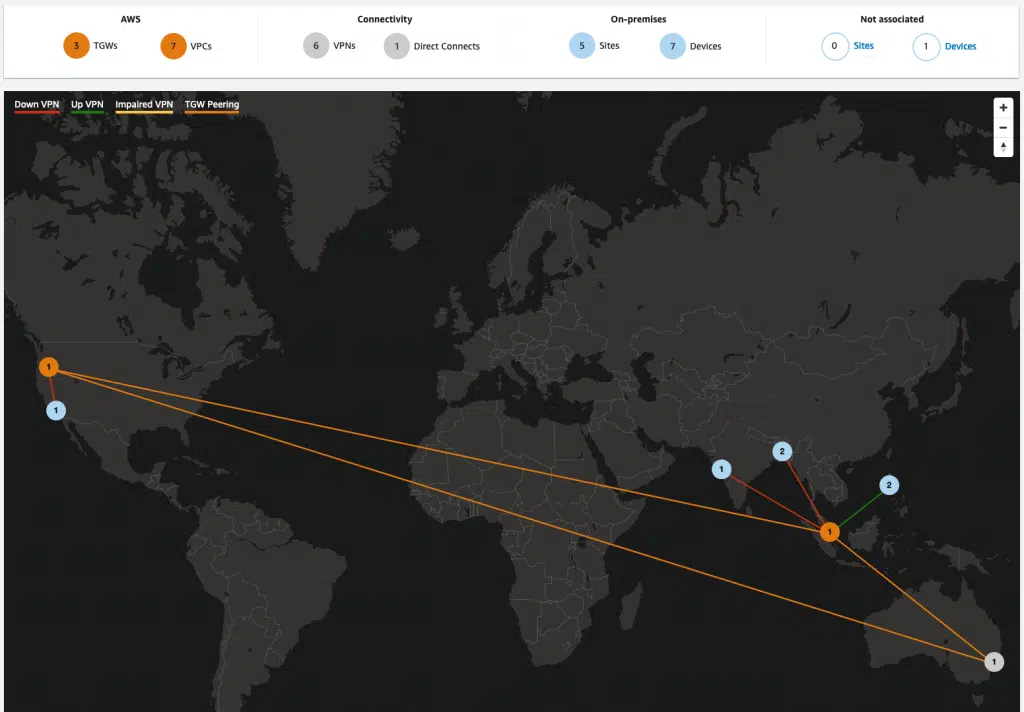 AWS
3 TGWs 7 VPCs
Connectivity
6 VPNs 1 Direct Connects
On-premises
5 Sites 7 Devices
Not associated
0 Sites 1 Devices
Down VPN Up VPN Impaired VPN TGW Peering
+
−
1
1
2
1
2
1
1